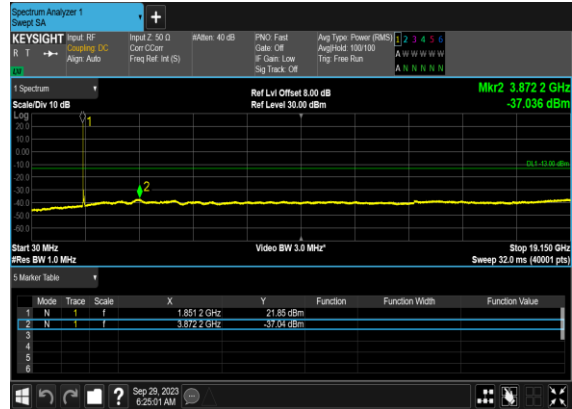 Spectrum Analyzer 1
Swept SA
+
KEYSIGHT Input: RF Input Z: 50 Ω #Atten: 40 dB PNO: Fast Avg Type: Power (RMS) 1 2 3 4 5 6
R T Coupling: DC Corr CCorr Gate: Off Avg|Hold: 100/100 A W W W W W
Align: Auto Freq Ref: Int (S) IF Gain: Low Trig: Free Run
Sig Track: Off A N N N N N
1 Spectrum Ref Lvl Offset 8.00 dB Mkr2 3.872 2 GHz
Scale/Div 10 dB Ref Level 30.00 dBm -37.036 dBm
Log
1
20.0
10.0
0.00
-10.0 DL1 -13.00 dBm
-20.0
-30.0 2
-40.0
-50.0
-60.0
Start 30 MHz Video BW 3.0 MHz* Stop 19.150 GHz
#Res BW 1.0 MHz Sweep 32.0 ms (40001 pts)
5 Marker Table
Mode Trace Scale X Y Function Function Width Function Value
1 N 1 f 1.851 2 GHz 21.85 dBm
2 N 1 f 3.872 2 GHz -37.04 dBm
3
4
5
6
? Sep 29, 2023
6:25:01 AM